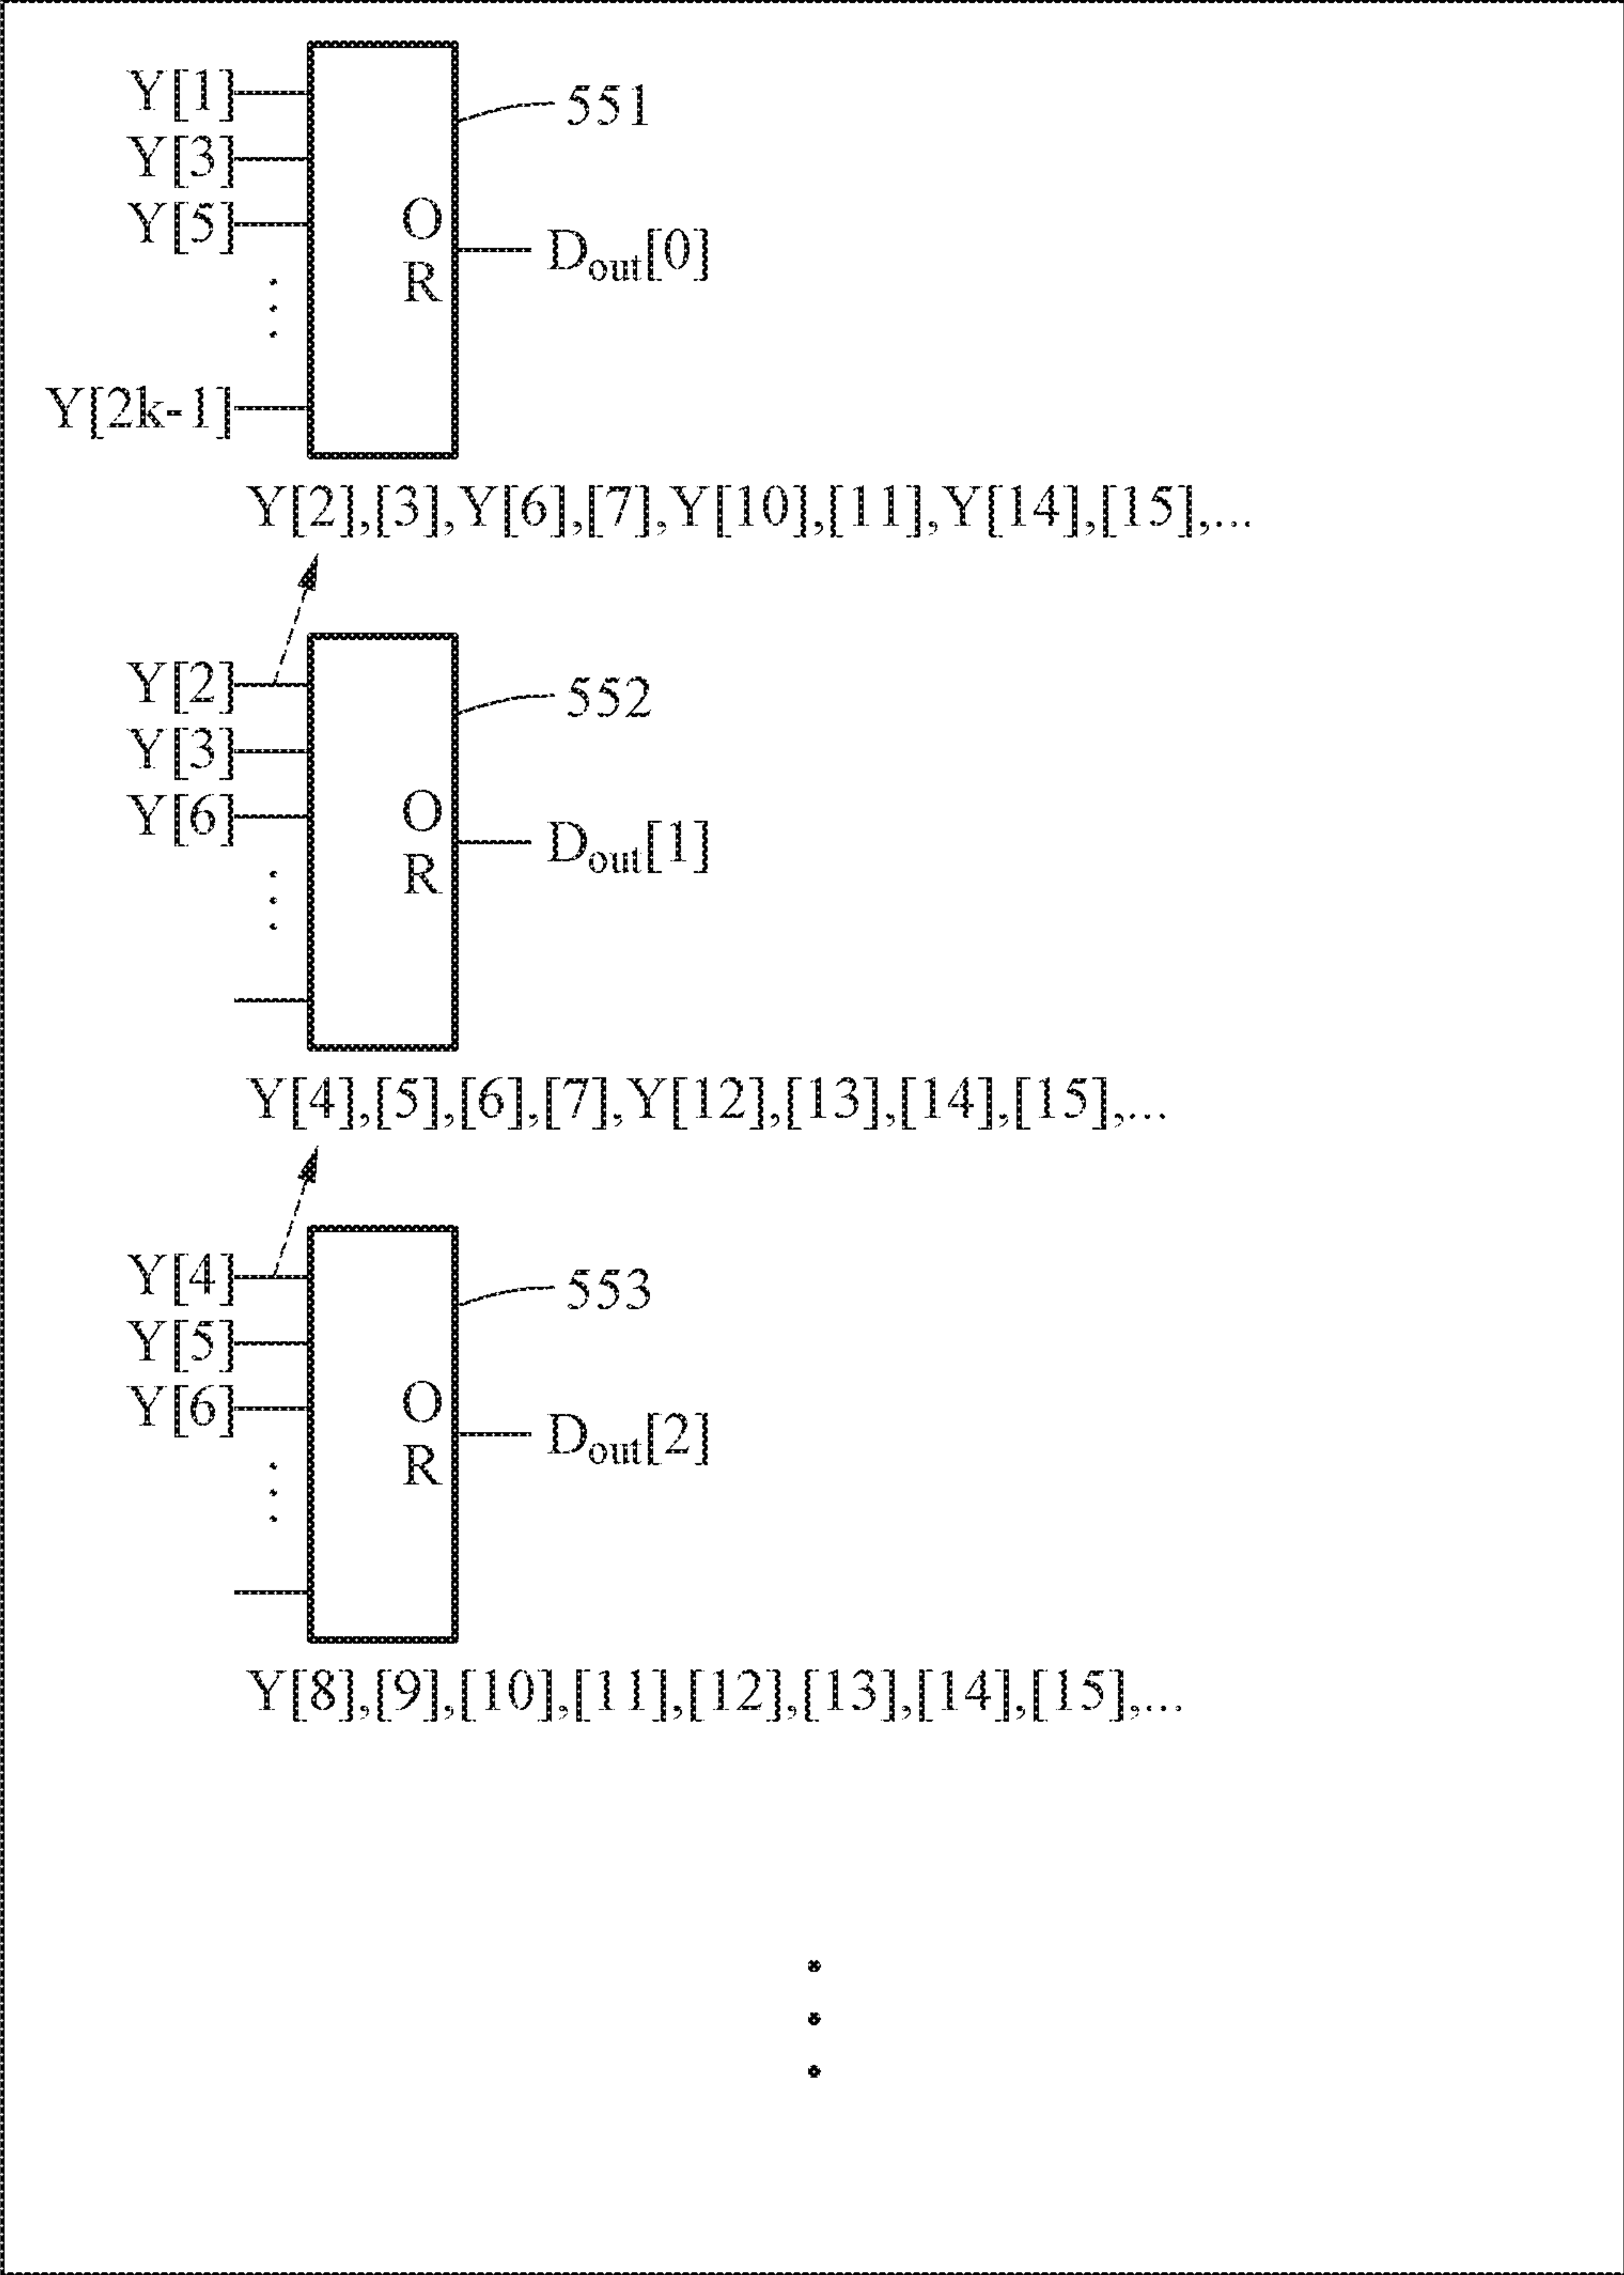 Y[1]
551
Y[3]
Y[5]
O
R
Dout[0]
Y[2k-1]
Y[2],[3],Y[6],[7],Y[10],[11],Y[14],[15],...
Y[2]
552
Y[3]
Y[6]
O
R
Dout[1]
Y[4],[5],[6],[7],Y[12],[13],[14],[15],...
Y[4]
553
Y[5]
Y[6]
O
R
Dout[2]
Y[8],[9],[10],[11],[12],[13],[14],[15],...